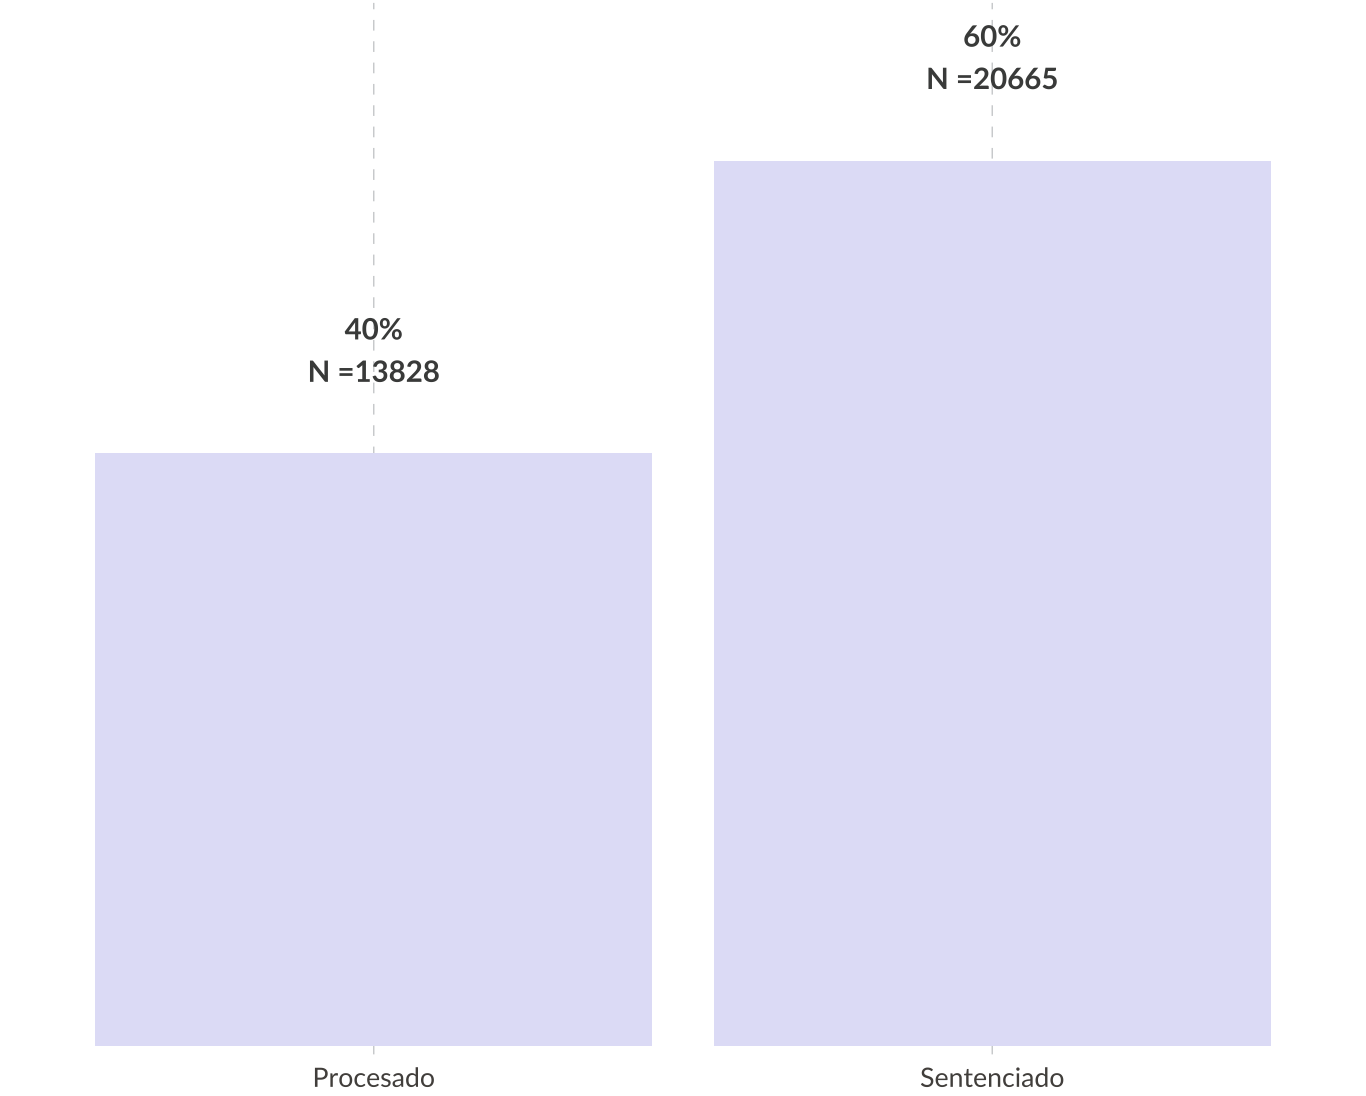 60%
N =20665
40%
N =13828
Procesado
Sentenciado